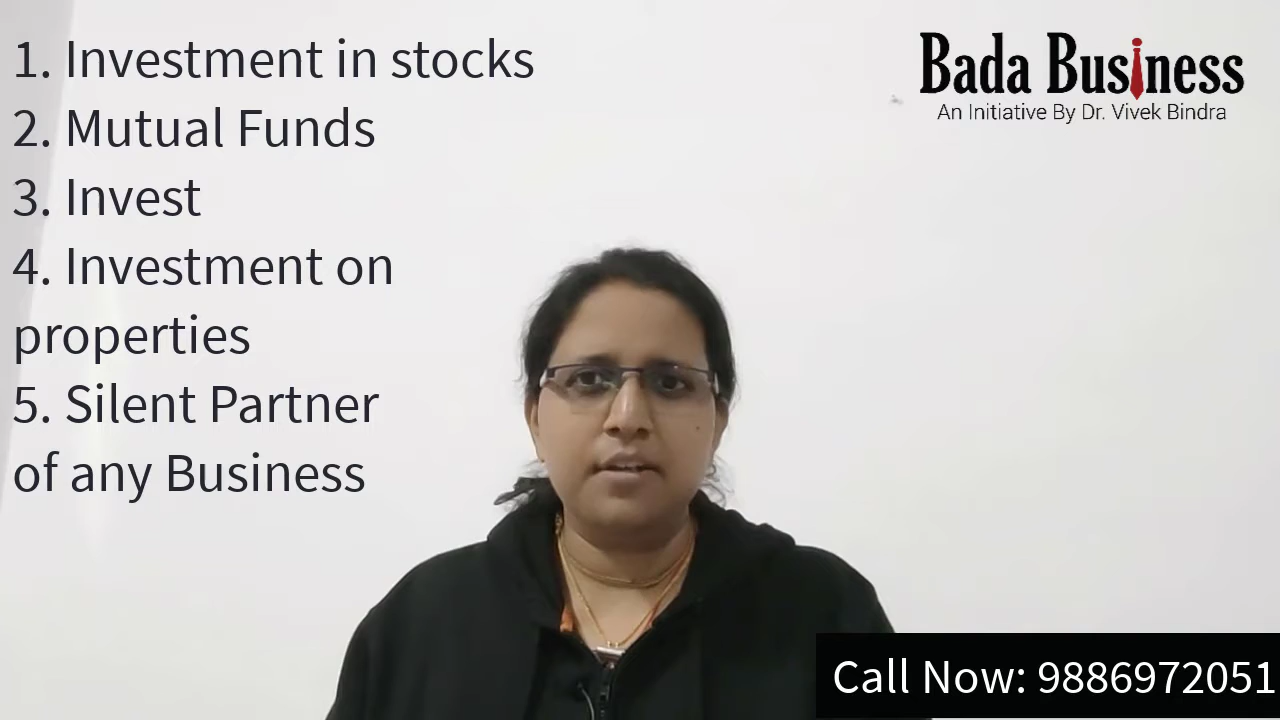 1. Investment in stocks
2. Mutual Funds
3. Invest
4. Investment on
properties
5. Silent Partner
of any Business
Bada Business
An Initiative By Dr. Vivek Bindra
Call Now: 9886972051